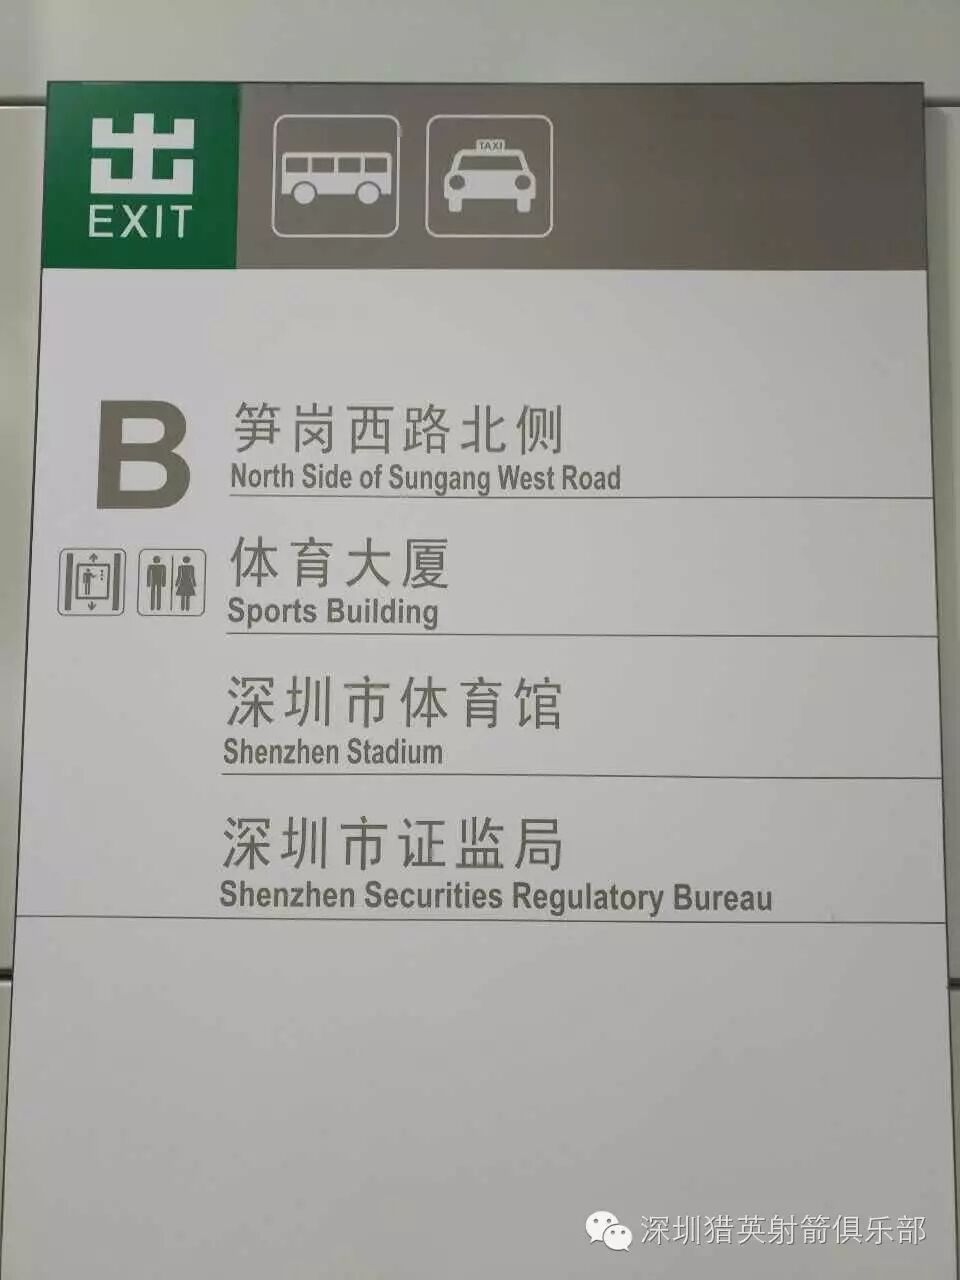 出
EXIT
TAXI
B
笋岗西路北侧
North Side of Sungang West Road
体育大厦
Sports Building
深圳市体育馆
Shenzhen Stadium
深圳市证监局
Shenzhen Securities Regulatory Bureau
深圳猎英射箭俱乐部